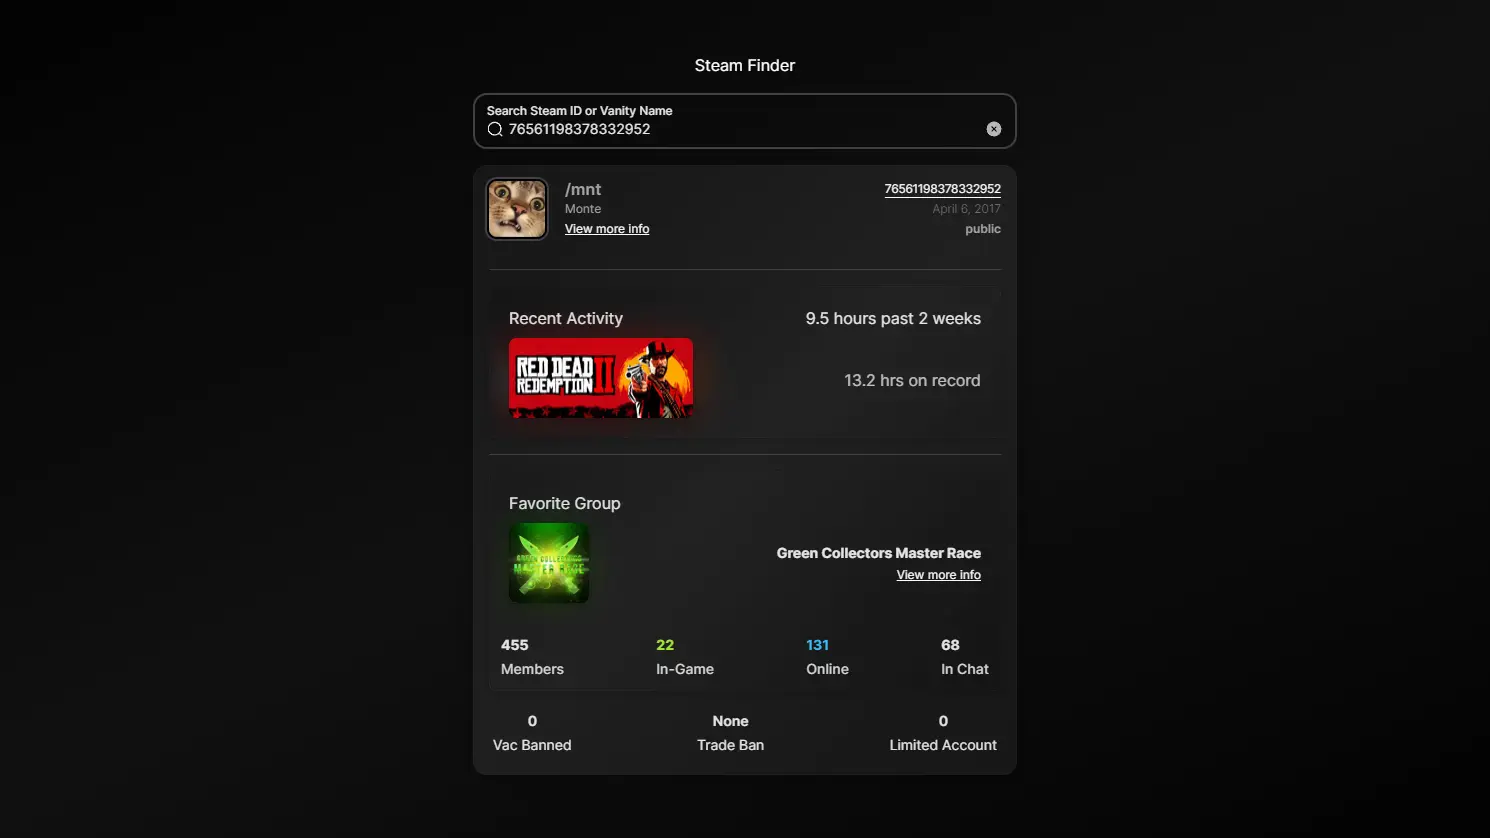 Steam Finder
Search Steam ID or Vanity Name
76561198378332952
/mnt
Monte
View more info
76561198378332952
April 6, 2017
public
Recent Activity
9.5 hours past 2 weeks
RED DEAD
REDEMPTION II
13.2 hrs on record
Favorite Group
GREEN COLLECTORS
MASTER RACE
Green Collectors Master Race
View more info
455 22 131 68
Members In-Game Online In Chat
0 None 0
Vac Banned Trade Ban Limited Account